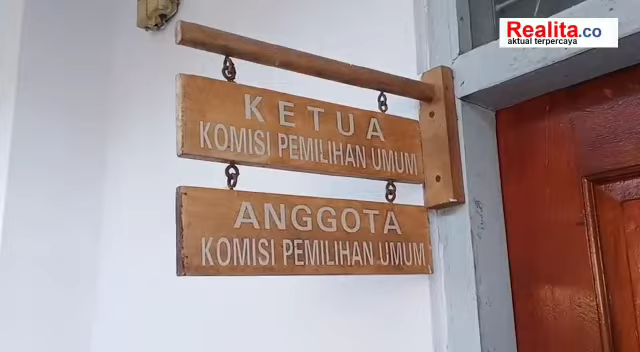 Realita.co
aktual terpercaya
KETUA
KOMISI PEMILIHAN UMUM
ANGGOTA
KOMISI PEMILIHAN UMUM